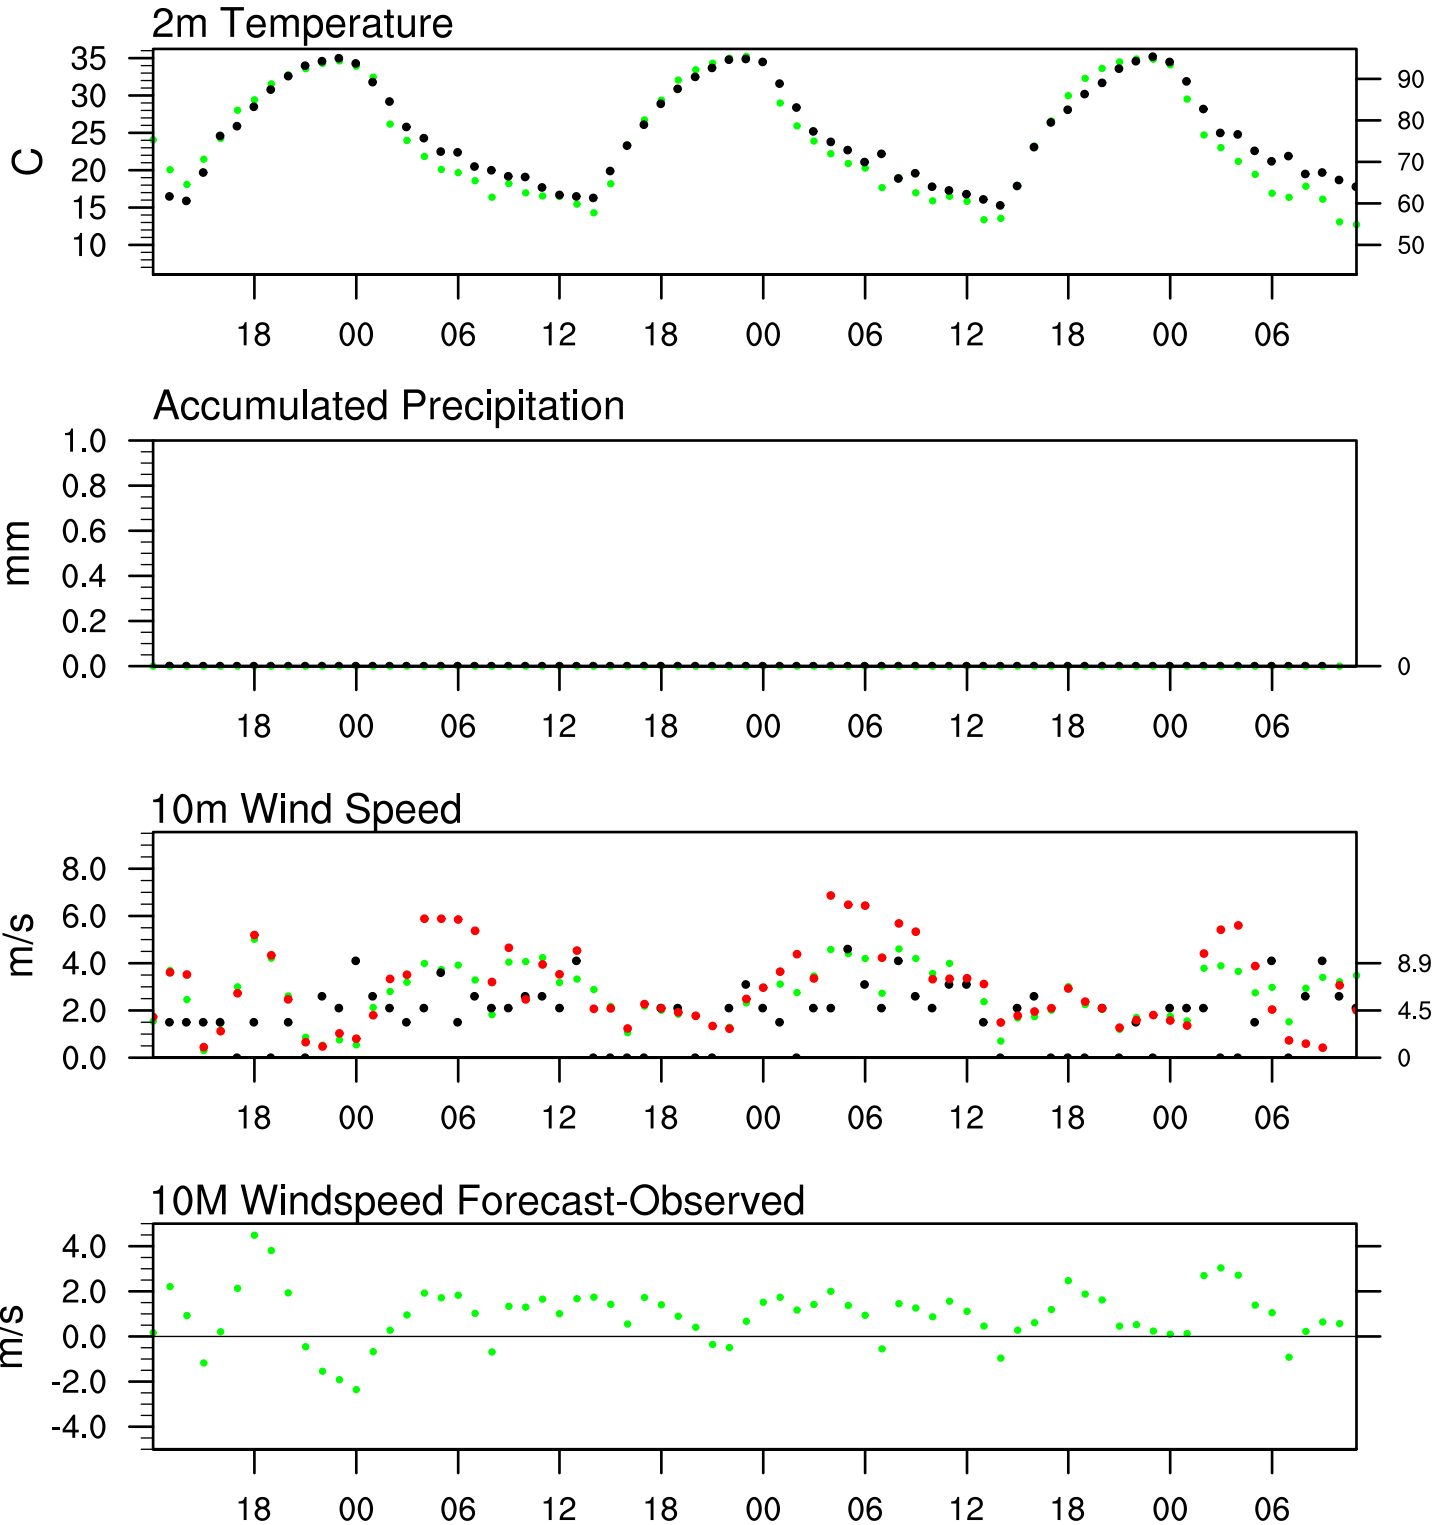 2m Temperature
35
30
25
20
15
10
C
90
80
70
60
50
18 00 06 12 18 00 06 12 18 00 06
Accumulated Precipitation
1.0
0.8
0.6
0.4
0.2
0.0
mm
0
18 00 06 12 18 00 06 12 18 00 06
10m Wind Speed
8.0
6.0
4.0
2.0
0.0
m/s
8.9
4.5
0
18 00 06 12 18 00 06 12 18 00 06
10M Windspeed Forecast-Observed
4.0
2.0
0.0
-2.0
-4.0
m/s
18 00 06 12 18 00 06 12 18 00 06